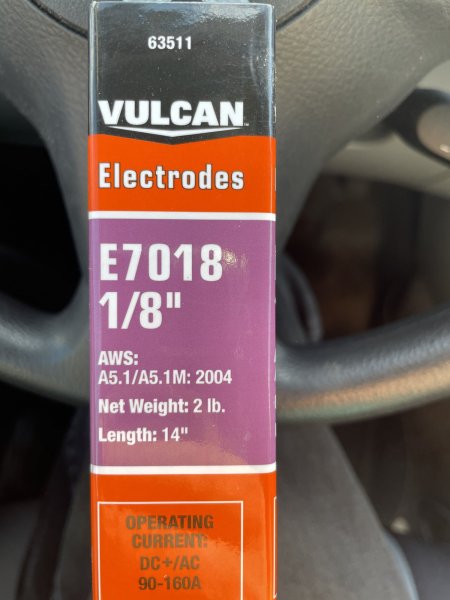 63511
VULCAN
Electrodes
E7018
1/8"
AWS:
A5.1/A5.1M: 2004
Net Weight: 2 lb.
Length: 14"
OPERATING
CURRENT:
DC+/AC
90-160A